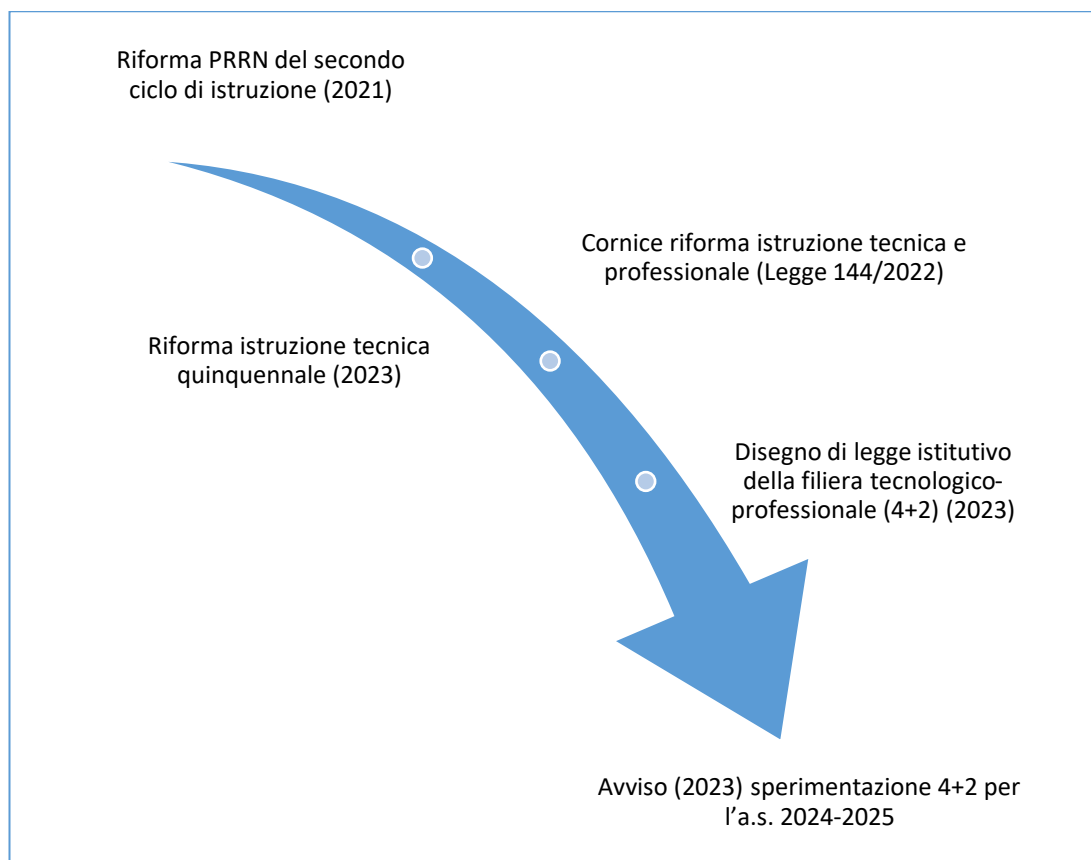 Riforma PRRN del secondo
ciclo di istruzione (2021)
Cornice riforma istruzione tecnica e
professionale (Legge 144/2022)
Riforma istruzione tecnica
quinquennale (2023)
Disegno di legge istitutivo
della filiera tecnologico-
professionale (4+2) (2023)
Avviso (2023) sperimentazione 4+2 per
l’a.s. 2024-2025